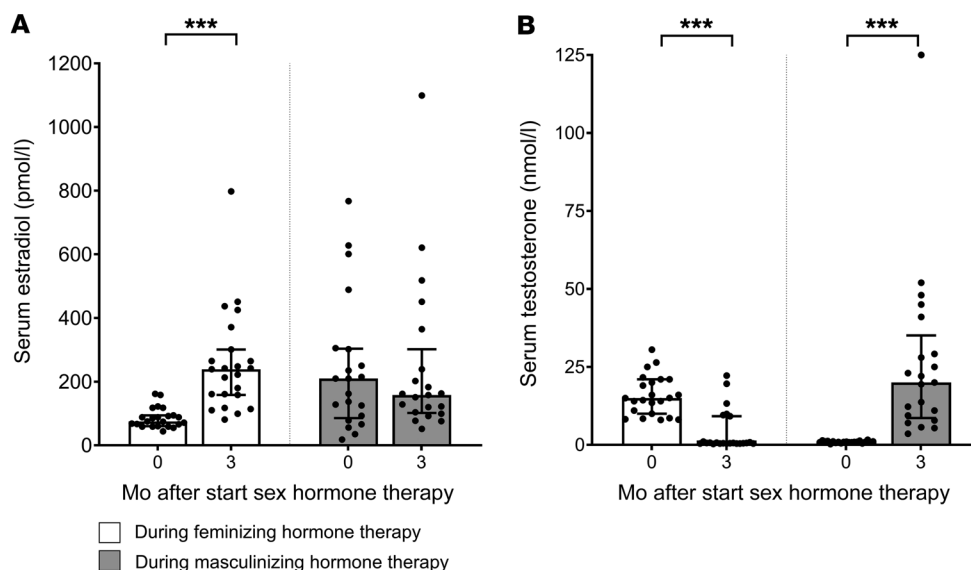 A
***
Serum estradiol (pmol/l)
1200
1000
800
600
400
200
0
0 3 0 3
Mo after start sex hormone therapy
During feminizing hormone therapy
During masculinizing hormone therapy
B
*** ***
Serum testosterone (nmol/l)
125
100
75
50
25
0
0 3 0 3
Mo after start sex hormone therapy